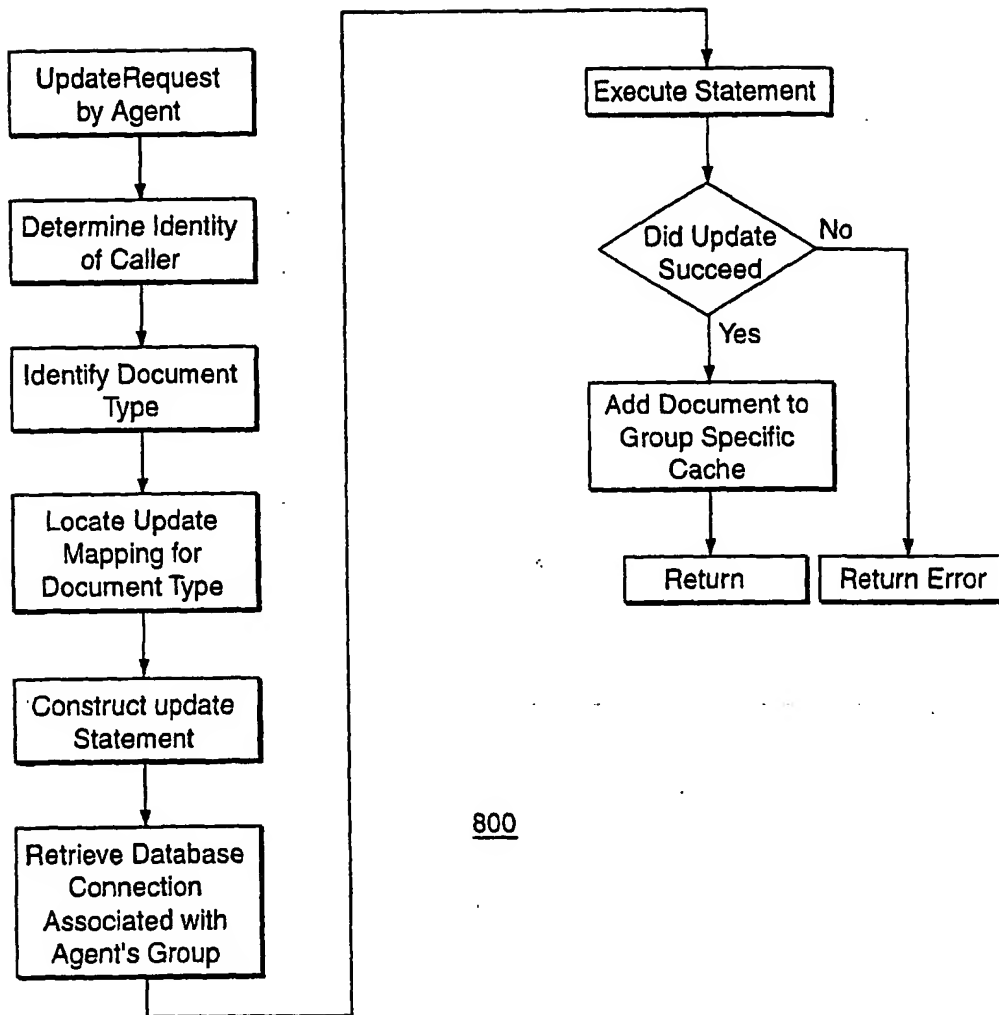 UpdateRequest
by Agent
Determine Identity
of Caller
Identify Document
Type
Locate Update
Mapping for
Document Type
Construct update
Statement
Retrieve Database
Connection
Associated with
Agent's Group
Execute Statement
Did Update
Succeed
No
Yes
Add Document to
Group Specific
Cache
Return
Return Error
800